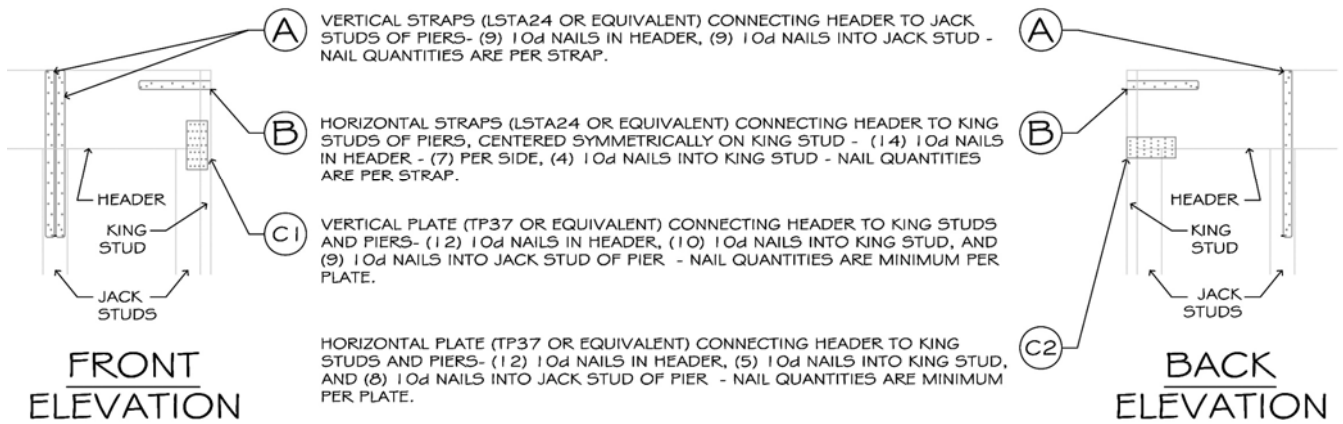 A
VERTICAL STRAPS (LSTA24 OR EQUIVALENT) CONNECTING HEADER TO JACK
STUDS OF PIERS- (9) 10d NAILS IN HEADER, (9) 10d NAILS INTO JACK STUD -
NAIL QUANTITIES ARE PER STRAP.
A
B
HORIZONTAL STRAPS (LSTA24 OR EQUIVALENT) CONNECTING HEADER TO KING
STUDS OF PIERS, CENTERED SYMMETRICALLY ON KING STUD - (14) 10d NAILS
IN HEADER - (7) PER SIDE, (4) 10d NAILS INTO KING STUD - NAIL QUANTITIES
ARE PER STRAP.
B
HEADER
KING
STUD
JACK
STUDS
C1
VERTICAL PLATE (TP37 OR EQUIVALENT) CONNECTING HEADER TO KING STUDS
AND PIERS- (12) 10d NAILS IN HEADER, (10) 10d NAILS INTO KING STUD, AND
(9) 10d NAILS INTO JACK STUD OF PIER - NAIL QUANTITIES ARE MINIMUM PER
PLATE.
HEADER
KING
STUD
JACK
STUDS
HORIZONTAL PLATE (TP37 OR EQUIVALENT) CONNECTING HEADER TO KING
STUDS AND PIERS- (12) 10d NAILS IN HEADER, (5) 10d NAILS INTO KING STUD,
AND (8) 10d NAILS INTO JACK STUD OF PIER - NAIL QUANTITIES ARE MINIMUM
PER PLATE.
C2
FRONT
ELEVATION
BACK
ELEVATION